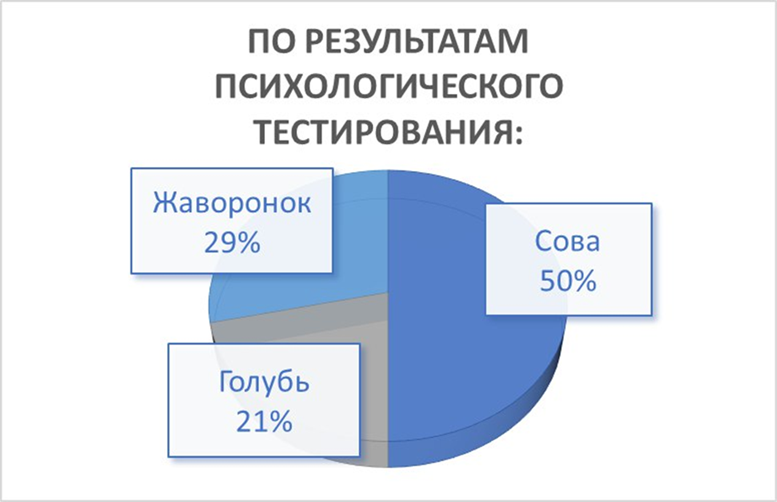 ПО РЕЗУЛЬТАТАМ
ПСИХОЛОГИЧЕСКОГО
ТЕСТИРОВАНИЯ:
Жаворонок
29%
Сова
50%
Голубь
21%